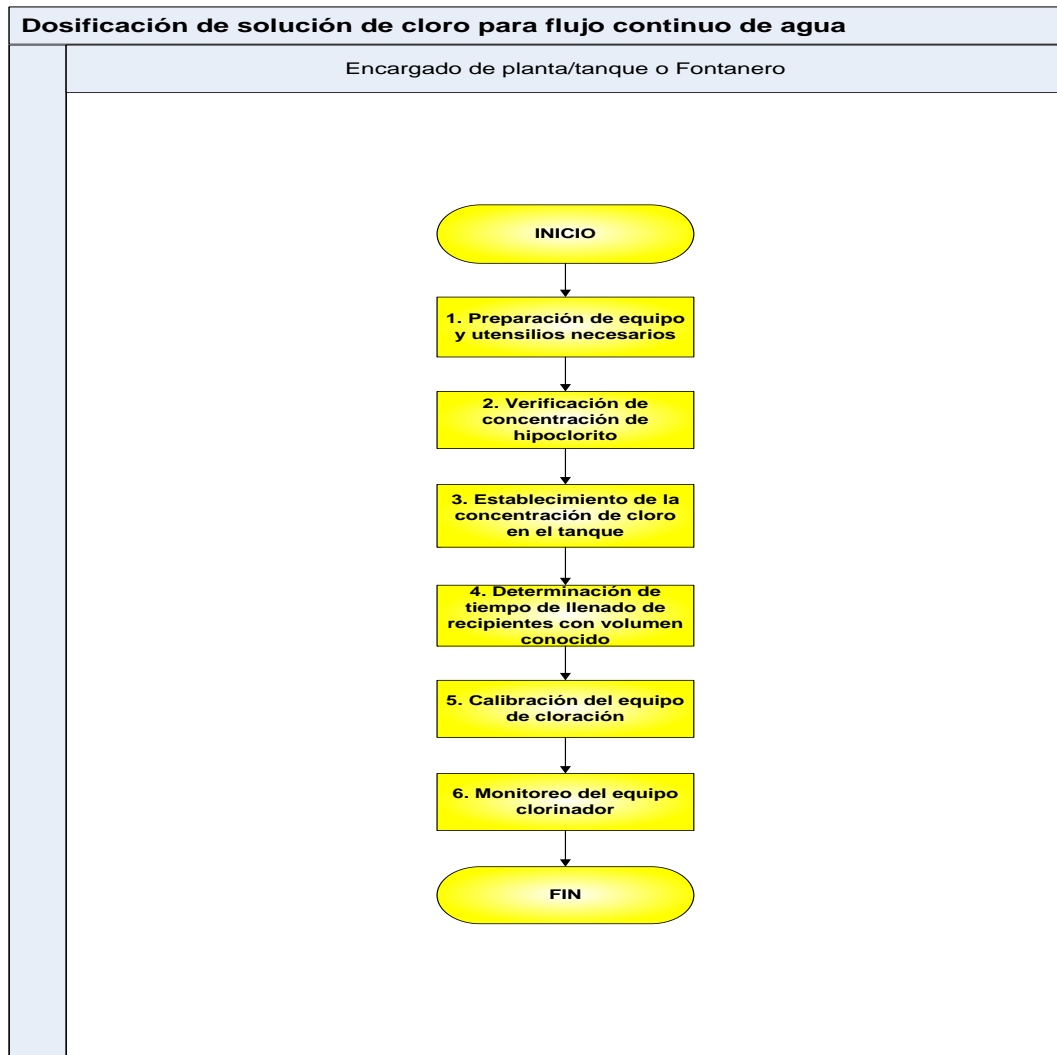 Dosificación de solución de cloro para flujo continuo de agua
Encargado de planta/tanque o Fontanero
INICIO
1. Preparación de equipo
y utensilios necesarios
2. Verificación de
concentración de
hipoclorito
3. Establecimiento de la
concentración de cloro
en el tanque
4. Determinación de
tiempo de llenado de
recipientes con volumen
conocido
5. Calibración del equipo
de cloración
6. Monitoreo del equipo
clorinador
FIN